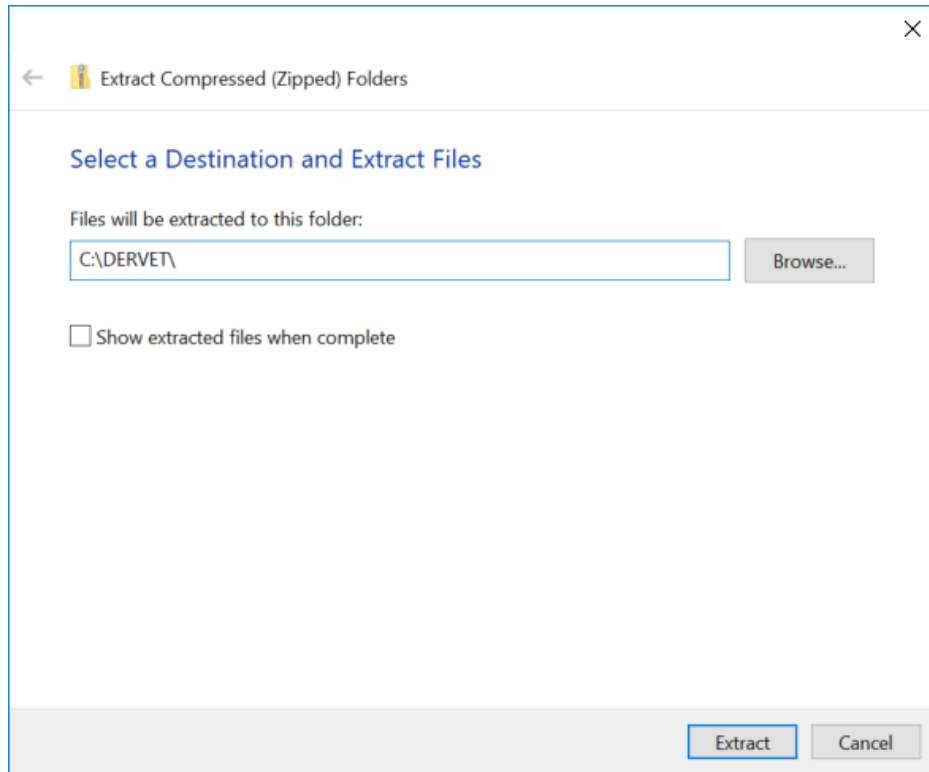 Extract Compressed (Zipped) Folders
Select a Destination and Extract Files
Files will be extracted to this folder:
C:\DERVET\
Browse...
Show extracted files when complete
Extract
Cancel